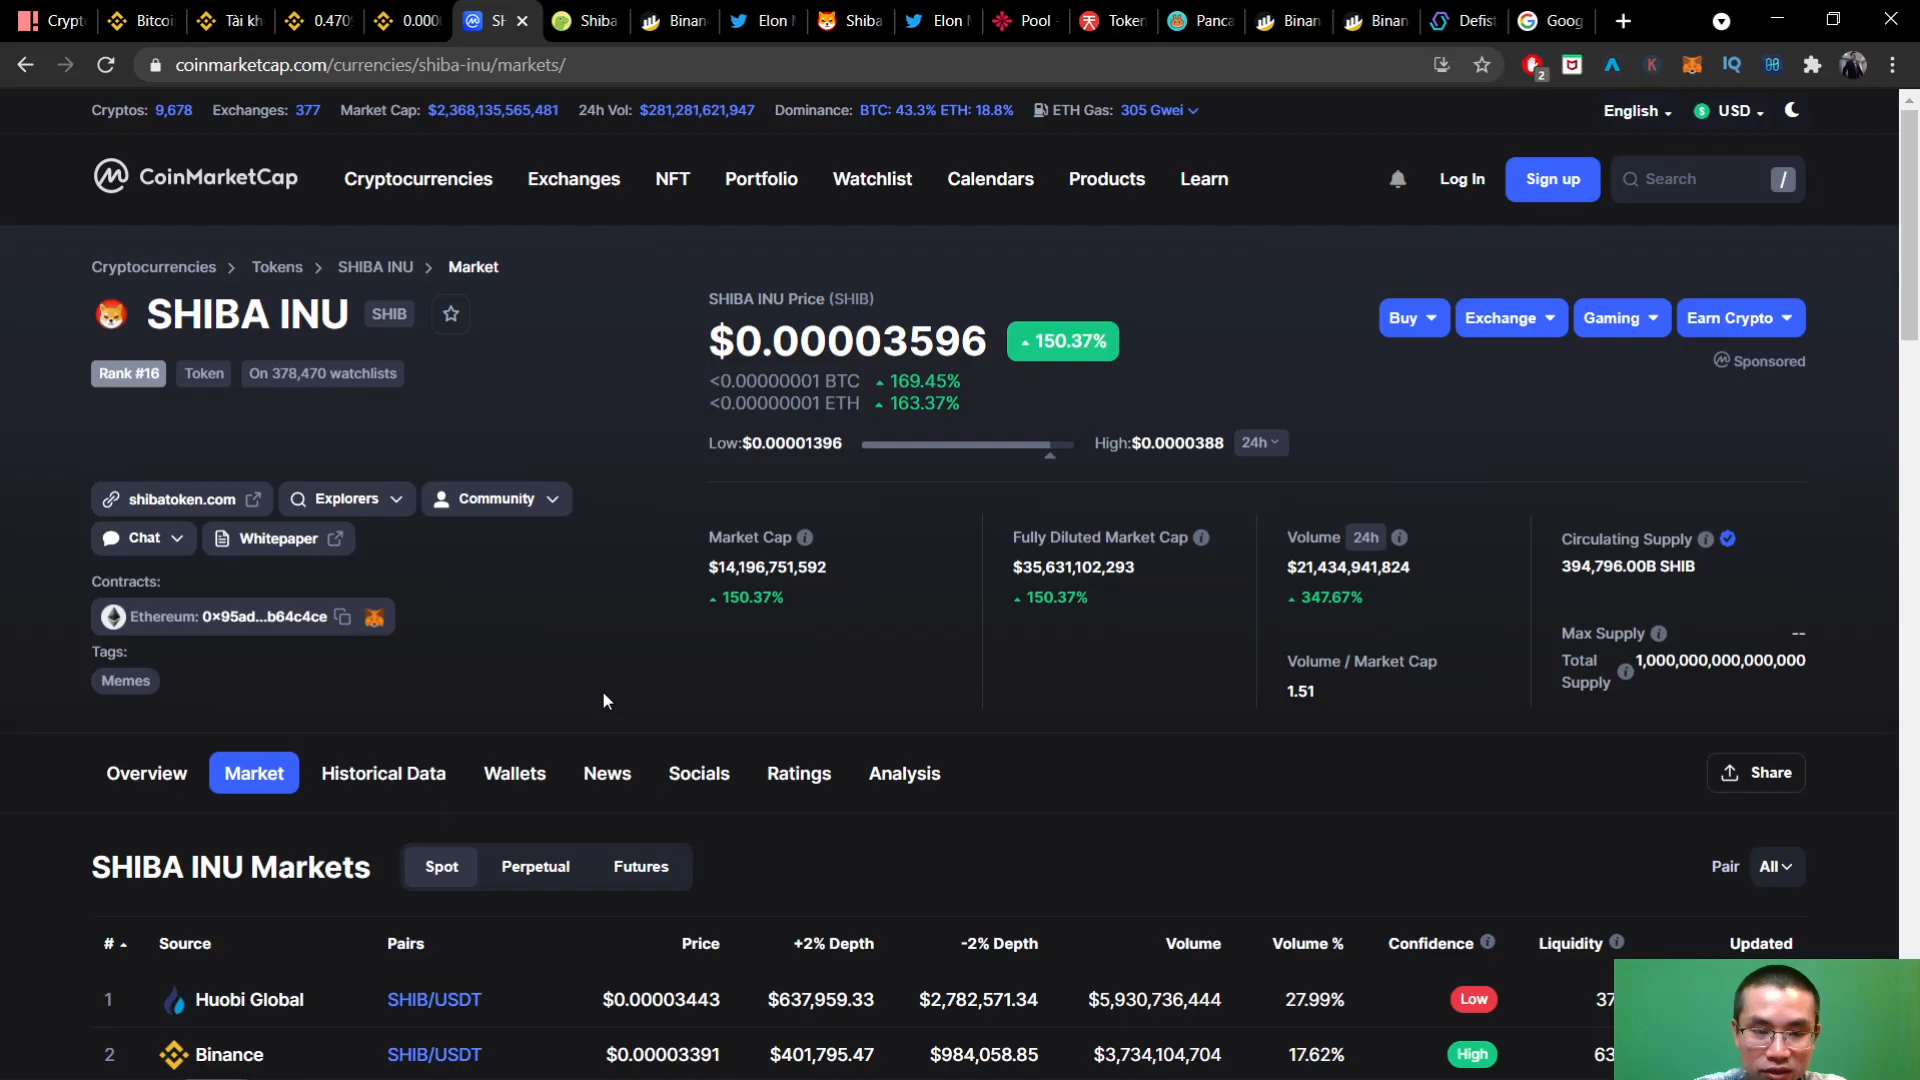 Crypto
Bitcoi
Tài kh
0.470
0.000
SH
Shiba
Binan
Elon M
Shiba
Elon M
Pool -
Token
Panca
Binan
Binan
Defist
Goog
coinmarketcap.com/currencies/shiba-inu/markets/
2
K
IQ
Cryptos: 9,678 Exchanges: 377 Market Cap: $2,368,135,565,481 24h Vol: $281,281,621,947 Dominance: BTC: 43.3% ETH: 18.8% ETH Gas: 305 Gwei
English
USD
CoinMarketCap
Cryptocurrencies Exchanges NFT Portfolio Watchlist Calendars Products Learn
Log In
Sign up
Search
/
Cryptocurrencies > Tokens > SHIBA INU > Market
SHIBA INU SHIB
Rank #16
Token
On 378,470 watchlists
SHIBA INU Price (SHIB)
$0.00003596 150.37%
<0.00000001 BTC 169.45%
<0.00000001 ETH 163.37%
Low:$0.00001396
High:$0.0000388
24h
Buy
Exchange
Gaming
Earn Crypto
Sponsored
shibatoken.com
Explorers
Community
Chat
Whitepaper
Contracts:
Ethereum: 0x95ad...b64c4ce
Tags:
Memes
Market Cap
$14,196,751,592
150.37%
Fully Diluted Market Cap
$35,631,102,293
150.37%
Volume 24h
$21,434,941,824
347.67%
Volume / Market Cap
1.51
Circulating Supply
394,796.00B SHIB
Max Supply --
Total Supply 1,000,000,000,000,000
Overview Market Historical Data Wallets News Socials Ratings Analysis
Share
SHIBA INU Markets
Spot Perpetual Futures
Pair All
# Source Pairs Price +2% Depth -2% Depth Volume Volume % Confidence Liquidity Updated
1 Huobi Global SHIB/USDT $0.00003443 $637,959.33 $2,782,571.34 $5,930,736,444 27.99% Low 37
2 Binance SHIB/USDT $0.00003391 $401,795.47 $984,058.85 $3,734,104,704 17.62% High 63